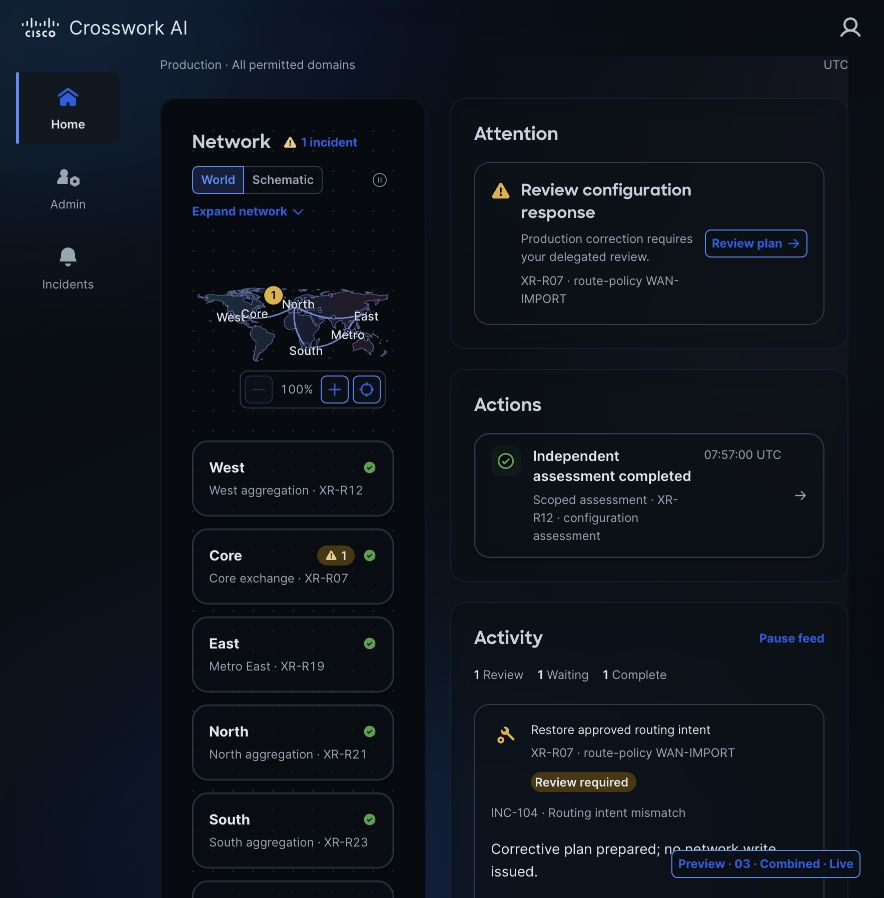 CISCO Crosswork AI
Production · All permitted domains
UTC
Home
Admin
Incidents
Network
1 incident
World
Schematic
Expand network
1
North
West
Core
East
Metro
South
100%
West
West aggregation · XR-R12
Core
1
Core exchange · XR-R07
East
Metro East · XR-R19
North
North aggregation · XR-R21
South
South aggregation · XR-R23
Attention
Review configuration
response
Production correction requires
your delegated review.
XR-R07 · route-policy WAN-
IMPORT
Review plan →
Actions
Independent
assessment completed
07:57:00 UTC
Scoped assessment · XR-
R12 · configuration
assessment
→
Activity
Pause feed
1 Review 1 Waiting 1 Complete
Restore approved routing intent
XR-R07 · route-policy WAN-IMPORT
Review required
INC-104 · Routing intent mismatch
Corrective plan prepared; no network write
issued.
Preview · 03 · Combined · Live